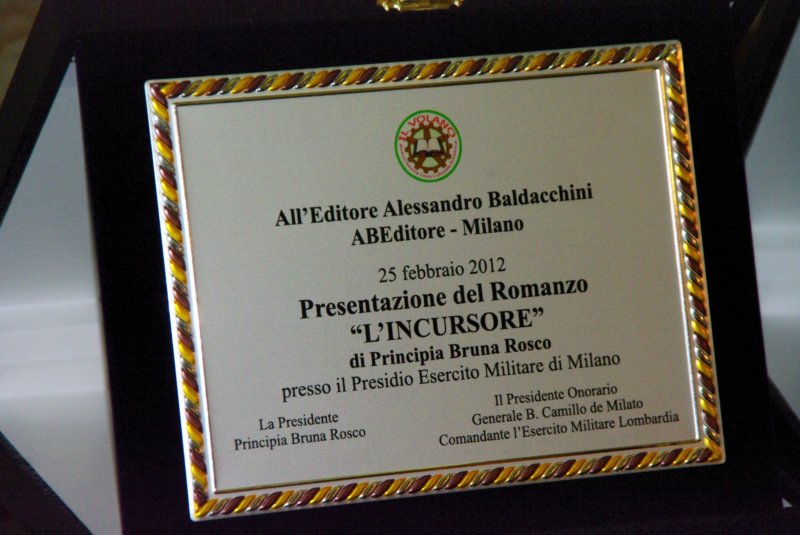 IL VOLANO
All'Editore Alessandro Baldacchini
ABEditore - Milano
25 febbraio 2012
Presentazione del Romanzo
"L'INCURSORE"
di Principia Bruna Rosco
presso il Presidio Esercito Militare di Milano
La Presidente
Principia Bruna Rosco
Il Presidente Onorario
Generale B. Camillo de Milato
Comandante l'Esercito Militare Lombardia